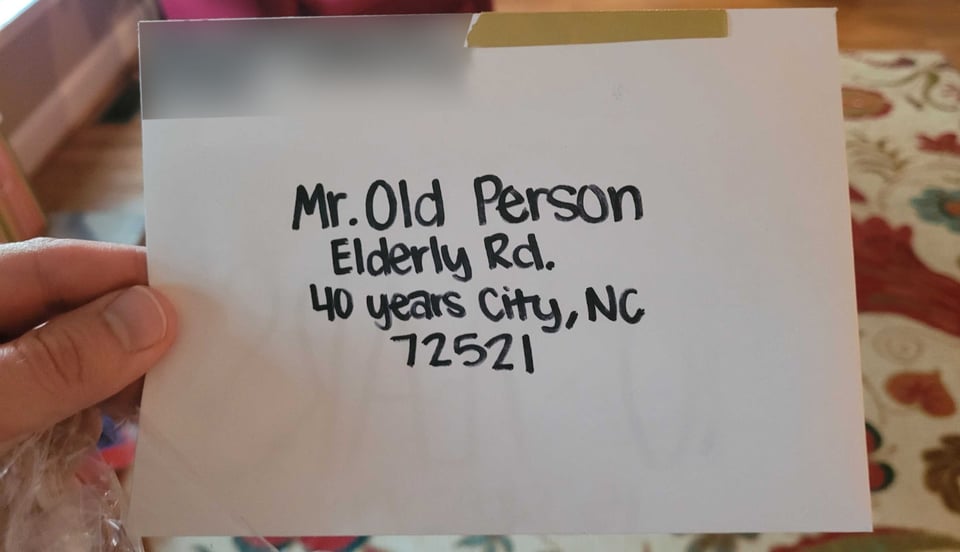 Mr. Old Person
Elderly Rd.
40 years City, NC
72521